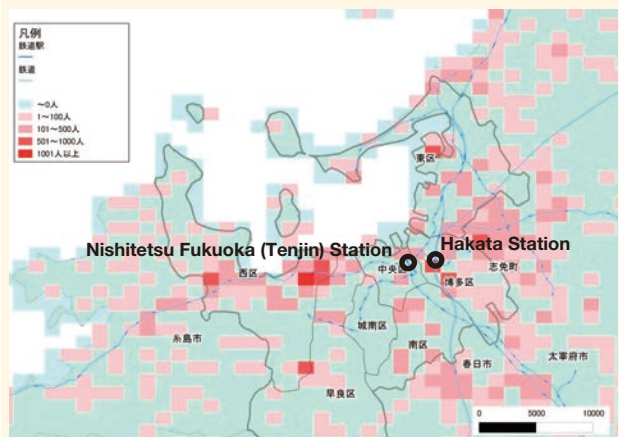 凡例
鉄道駅
鉄道
～0人
1～100人
101～500人
501～1000人
1001人以上
東区
Nishitetsu Fukuoka (Tenjin) Station
Hakata Station
西区
中央区
志免町
博多区
糸島市
城南区
南区
春日市
太宰府市
早良区
0 5000 10000